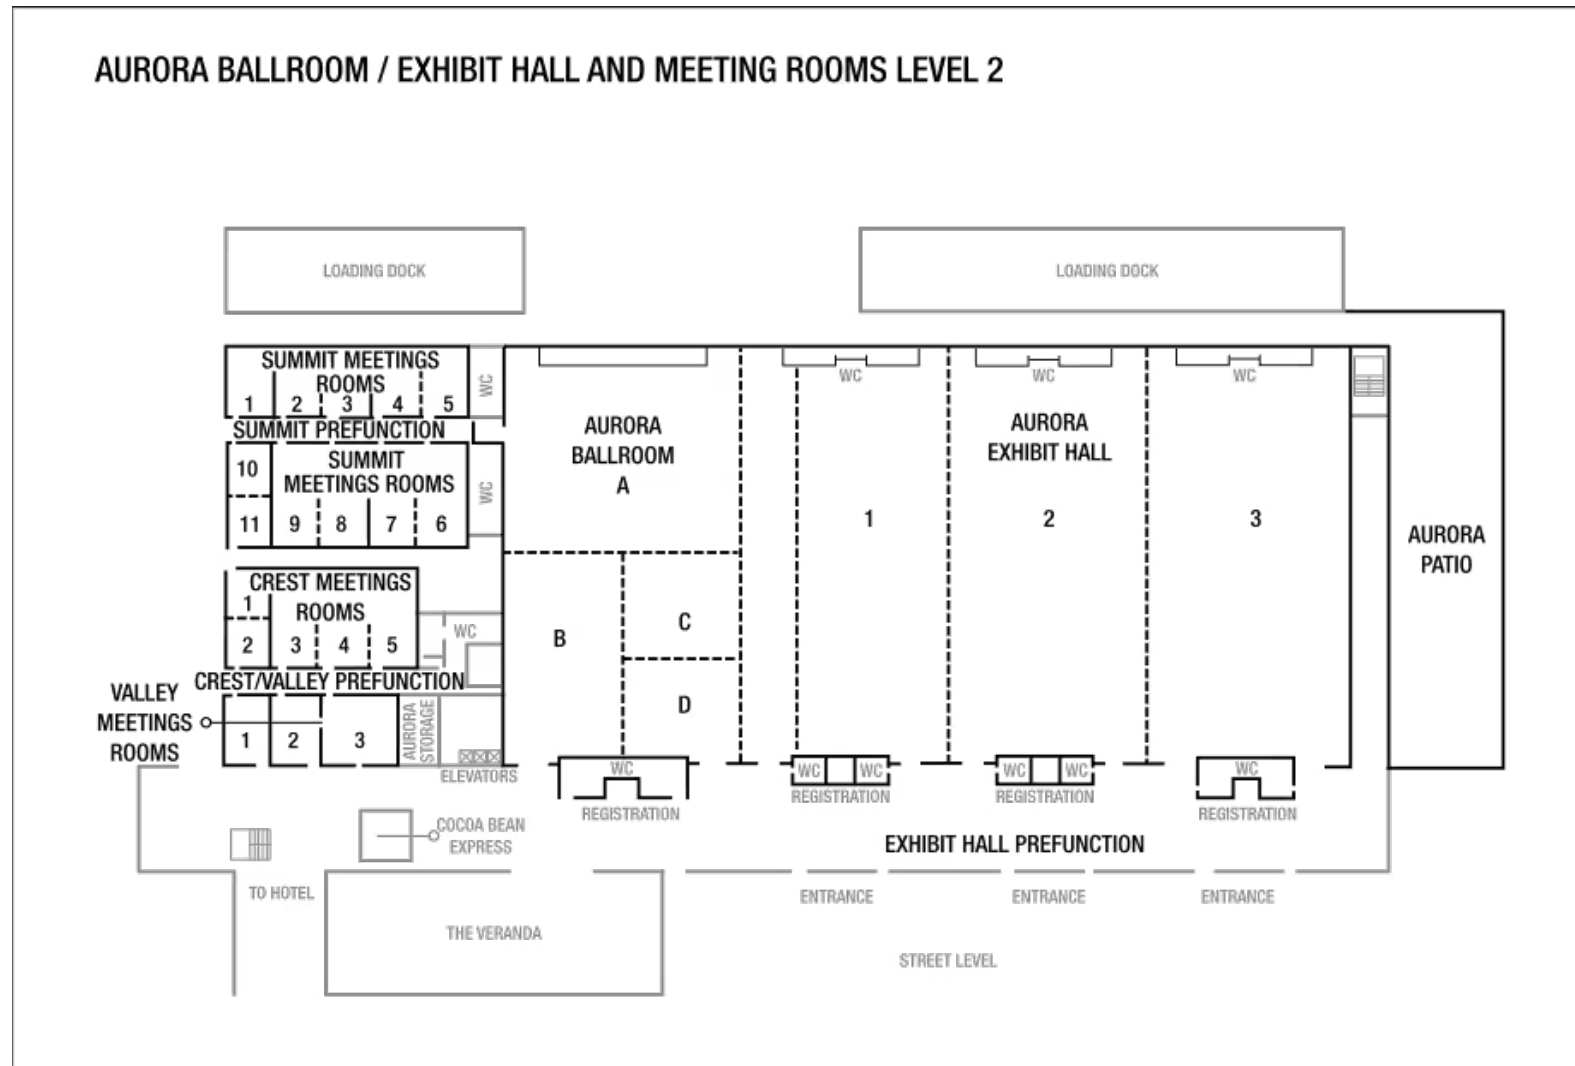 AURORA BALLROOM / EXHIBIT HALL AND MEETING ROOMS LEVEL 2
LOADING DOCK
LOADING DOCK
SUMMIT MEETINGS
ROOMS
1
2
3
4
5
WC
SUMMIT PREFUNCTION
10
SUMMIT
MEETINGS ROOMS
11
9
8
7
6
WC
CREST MEETINGS
ROOMS
1
2
3
4
5
WC
CREST/VALLEY PREFUNCTION
VALLEY
MEETINGS
ROOMS
1
2
3
AURORA
STORAGE
ELEVATORS
AURORA
BALLROOM
A
B
C
D
WC
WC
WC
AURORA
EXHIBIT HALL
1
2
3
AURORA
PATIO
WC
REGISTRATION
WC
WC
REGISTRATION
WC
WC
REGISTRATION
WC
REGISTRATION
COCOA BEAN
EXPRESS
EXHIBIT HALL PREFUNCTION
TO HOTEL
ENTRANCE
ENTRANCE
ENTRANCE
THE VERANDA
STREET LEVEL